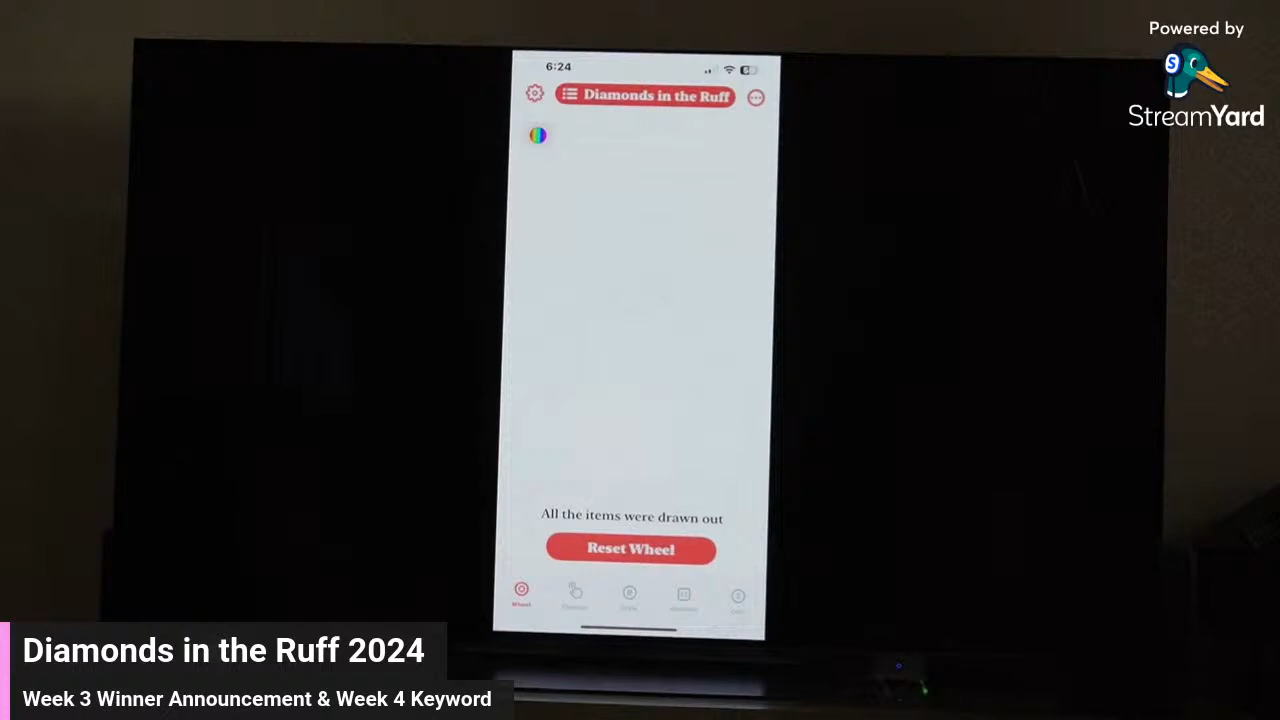 Powered by
StreamYard
6:24
Diamonds in the Ruff
All the items were drawn out
Reset Wheel
Wheel
Diamonds in the Ruff 2024
Week 3 Winner Announcement & Week 4 Keyword